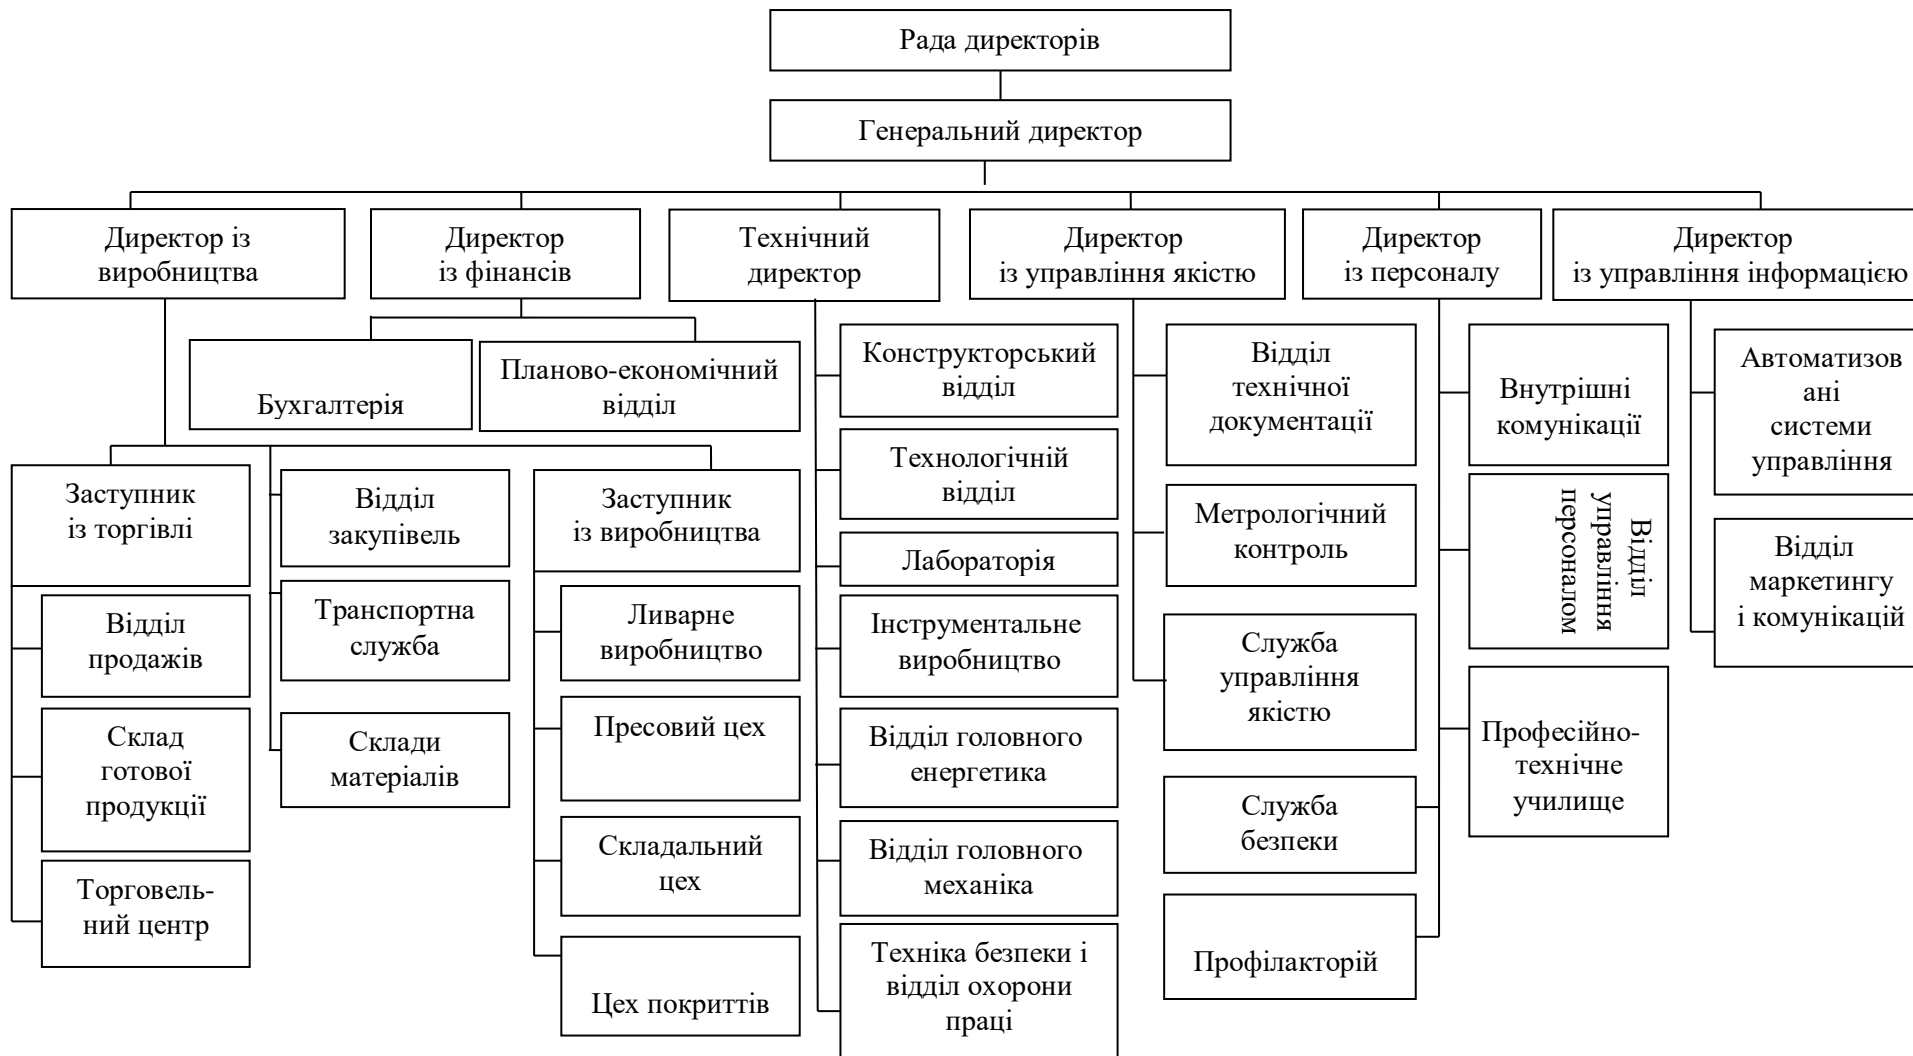 Рада директорів
Генеральний директор
Директор із
виробництва
Директор
із фінансів
Технічний
директор
Директор
із управління якістю
Директор
із персоналу
Директор
із управління інформацією
Бухгалтерія
Планово-економічний
відділ
Заступник
із торгівлі
Відділ
продажів
Склад
готової
продукції
Торговель-
ний центр
Відділ
закупівель
Транспортна
служба
Склади
матеріалів
Заступник
із виробництва
Ливарне
виробництво
Пресовий цех
Складальний
цех
Цех покриттів
Конструкторський
відділ
Технологічній
відділ
Лабораторія
Інструментальне
виробництво
Відділ головного
енергетика
Відділ головного
механіка
Техніка безпеки і
відділ охорони
праці
Відділ
технічної
документації
Метрологічний
контроль
Служба
управління
якістю
Служба
безпеки
Профілакторій
Внутрішні
комунікації
Відділ
управління
персоналом
Професійно-
технічне
училище
Автоматизов
ані
системи
управління
Відділ
маркетингу
і комунікацій